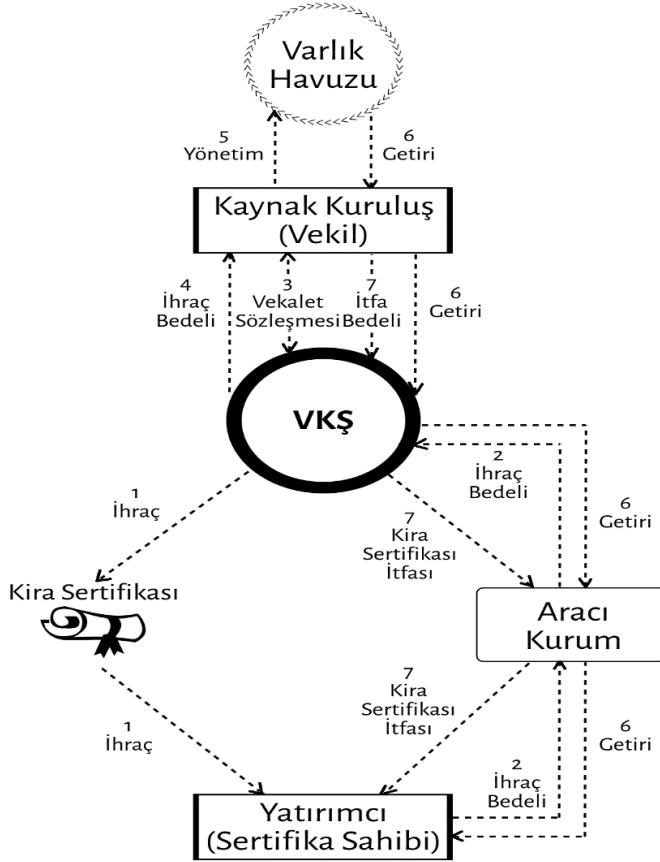 Varlık
Havuzu
5
Yönetim
6
Getiri
Kaynak Kuruluş
(Vekil)
4
İhraç
Bedeli
3
Vekalet
Sözleşmesi
7
İtfa
Bedeli
6
Getiri
VKŞ
2
İhraç
Bedeli
1
İhraç
7
Kira
Sertifikası
İtfası
6
Getiri
Kira Sertifikası
Aracı
Kurum
1
İhraç
7
Kira
Sertifikası
İtfası
2
İhraç
Bedeli
6
Getiri
Yatırımcı
(Sertifika Sahibi)